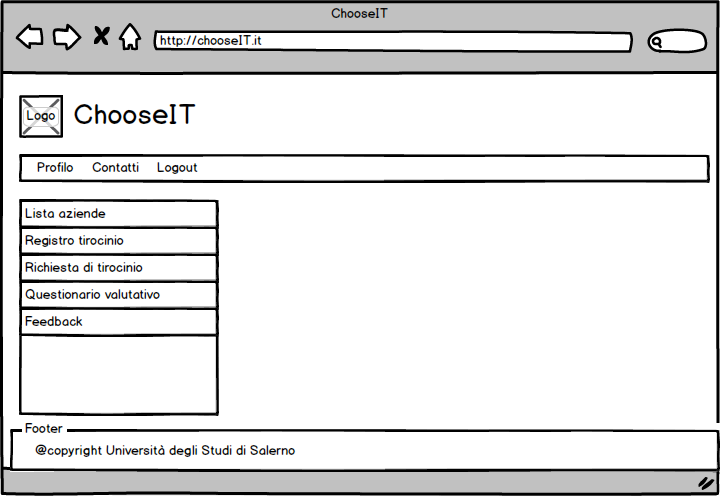 ChooseIT
http://chooseIT.it
Logo
ChooseIT
Profilo Contatti Logout
Lista aziende
Registro tirocinio
Richiesta di tirocinio
Questionario valutativo
Feedback
Footer
@copyright Università degli Studi di Salerno